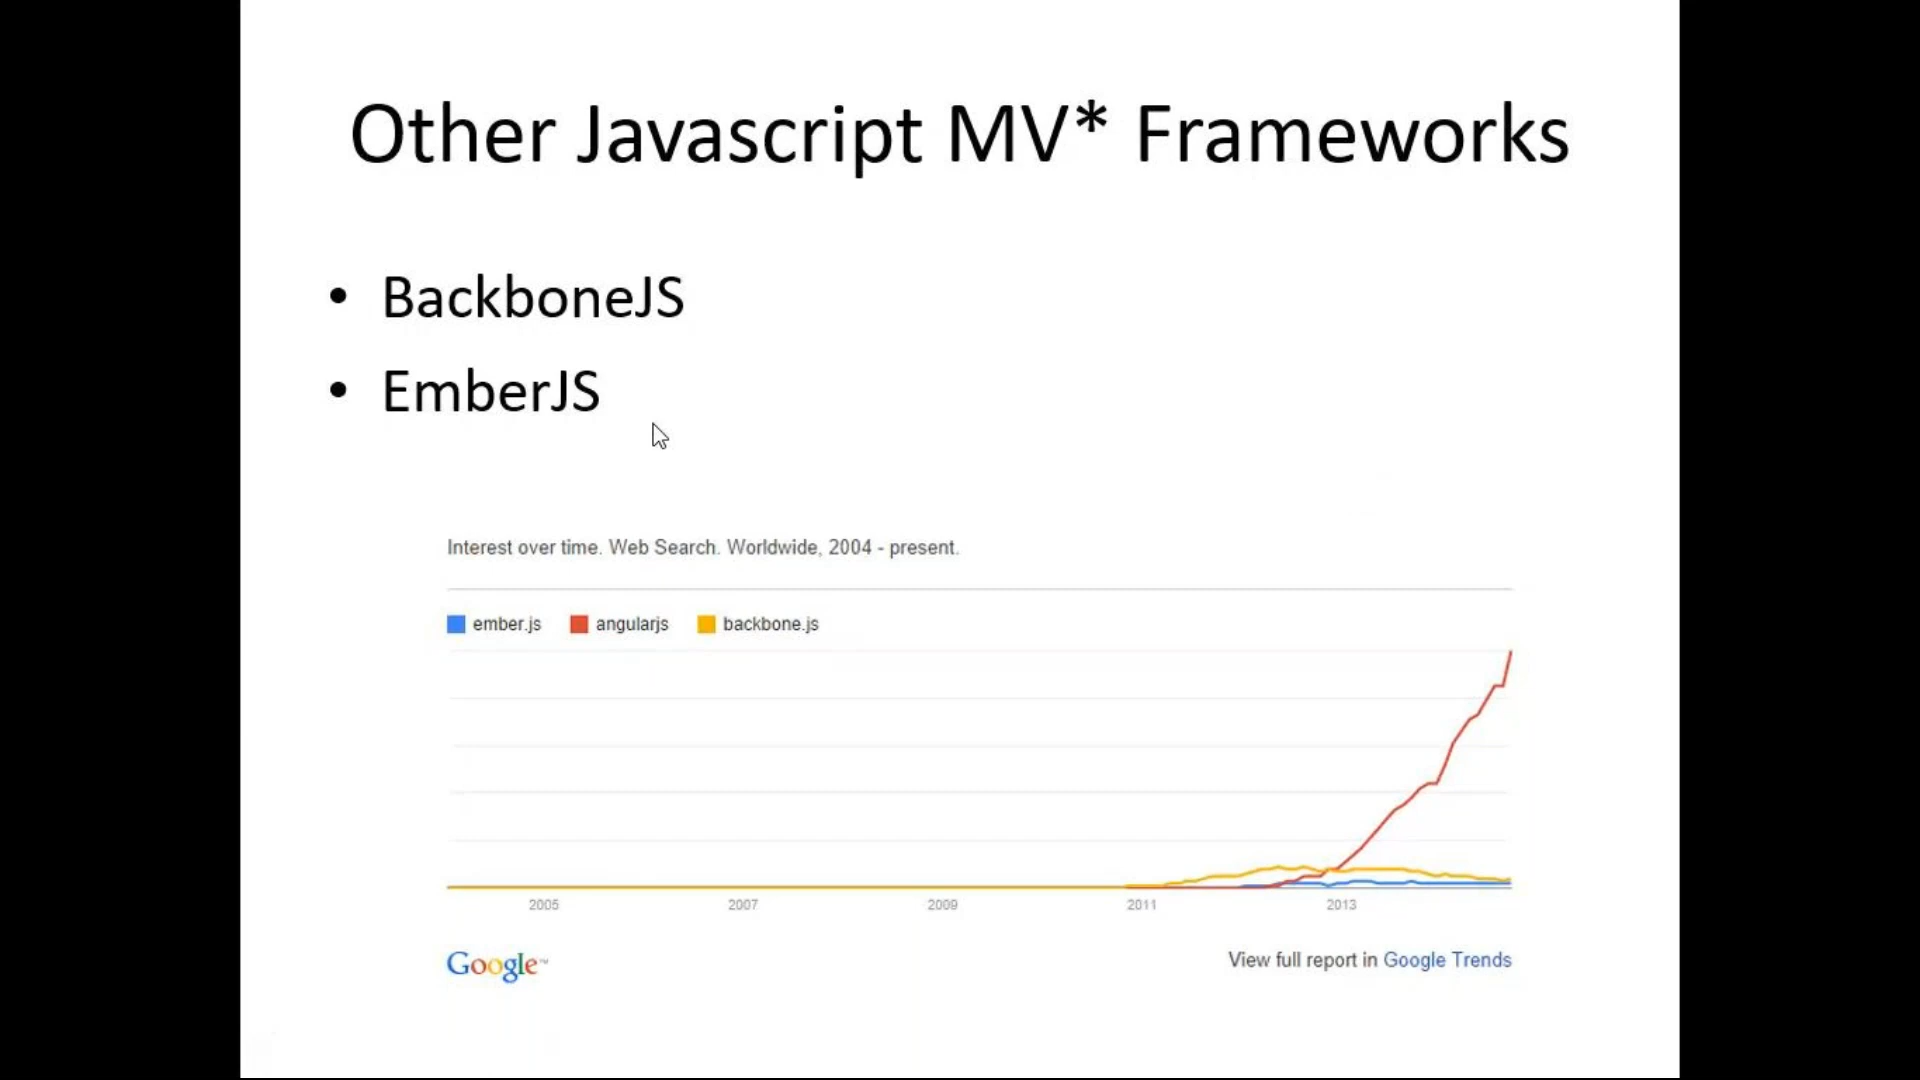 Other Javascript MV* Frameworks
• BackboneJS
• EmberJS
Interest over time. Web Search. Worldwide, 2004 - present.
ember.js angularjs backbone.js
2005 2007 2009 2011 2013
Google™ View full report in Google Trends